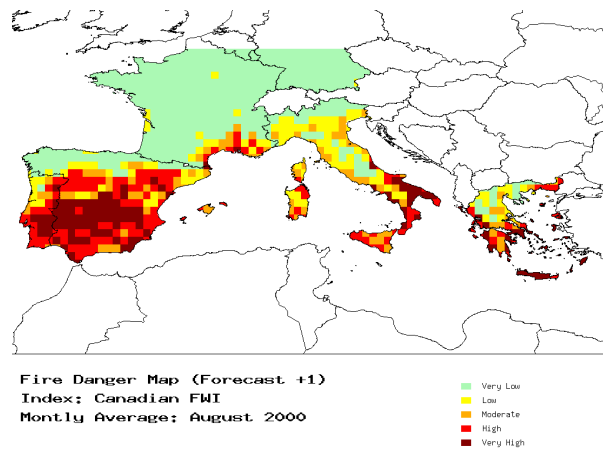 Fire Danger Map (Forecast +1)
Index: Canadian FWI
Montly Average: August 2000
Very Low
Low
Moderate
High
Very High